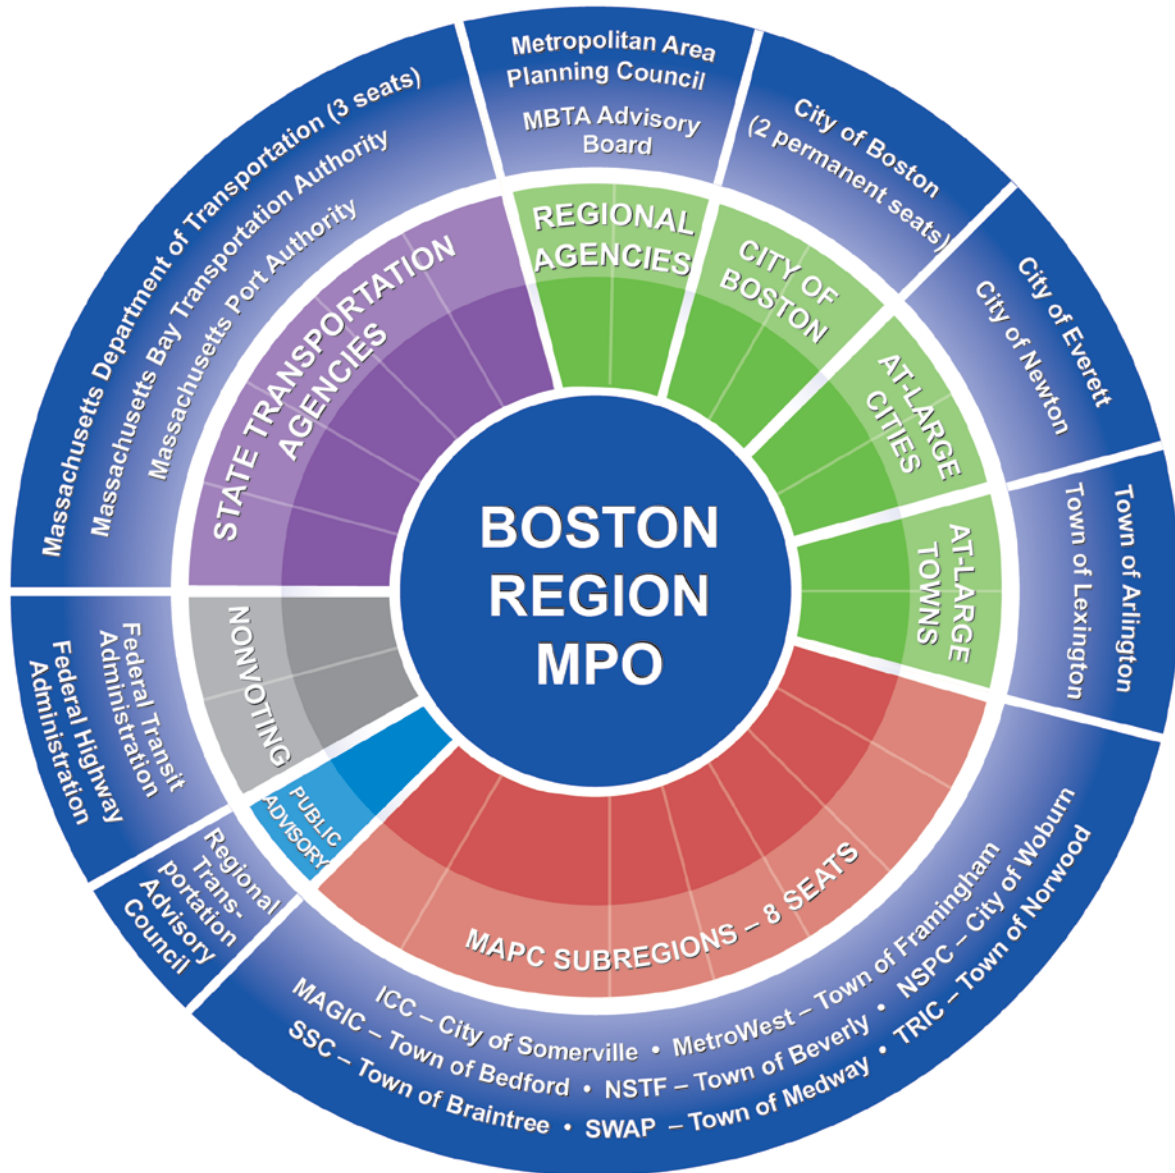 BOSTON
REGION
MPO
STATE TRANSPORTATION
AGENCIES
Massachusetts Department of Transportation (3 seats)
Massachusetts Bay Transportation Authority
Massachusetts Port Authority
REGIONAL
AGENCIES
Metropolitan Area
Planning Council
MBTA Advisory
Board
CITY OF
BOSTON
City of Boston
(2 permanent seats)
AT-LARGE
CITIES
City of Everett
City of Newton
AT-LARGE
TOWNS
Town of Arlington
Town of Lexington
MAPC SUBREGIONS – 8 SEATS
ICC – City of Somerville • MetroWest – Town of Framingham
MAGIC – Town of Bedford • NSTF – Town of Beverly • NSPC – City of Woburn
SSC – Town of Braintree • SWAP – Town of Medway • TRIC – Town of Norwood
PUBLIC
ADVISORY
Regional
Trans-
portation
Advisory
Council
NONVOTING
Federal Transit
Administration
Federal Highway
Administration